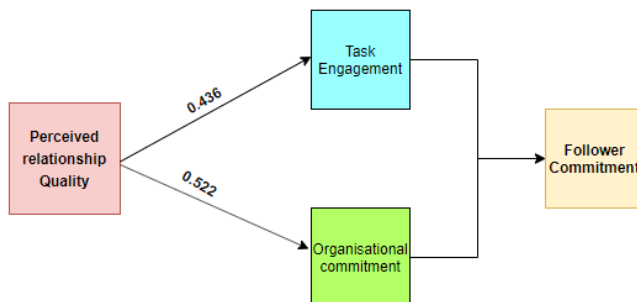 Task
Engagement
0.436
Perceived
relationship
Quality
Follower
Commitment
0.522
Organisational
commitment